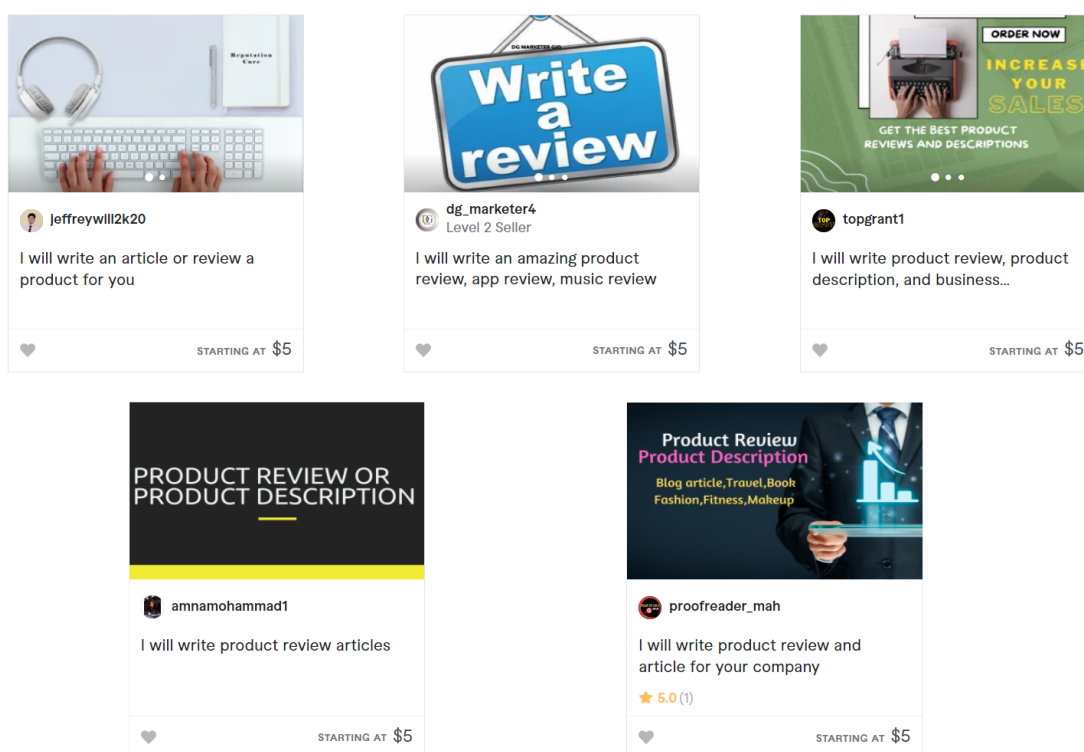 Reputation
Care
jeffreywill2k20
I will write an article or review a
product for you
STARTING AT $5
DG MARKETER GIG
Write
a
review
DG
dg_marketer4
Level 2 Seller
I will write an amazing product
review, app review, music review
STARTING AT $5
ORDER NOW
INCREASE
YOUR
SALES
GET THE BEST PRODUCT
REVIEWS AND DESCRIPTIONS
TOP
topgrant1
I will write product review, product
description, and business...
STARTING AT $5
PRODUCT REVIEW OR
PRODUCT DESCRIPTION
amnamohammad1
I will write product review articles
STARTING AT $5
Product Review
Product Description
Blog article,Travel,Book
Fashion,Fitness,Makeup
proofreader_mah
I will write product review and
article for your company
5.0 (1)
STARTING AT $5